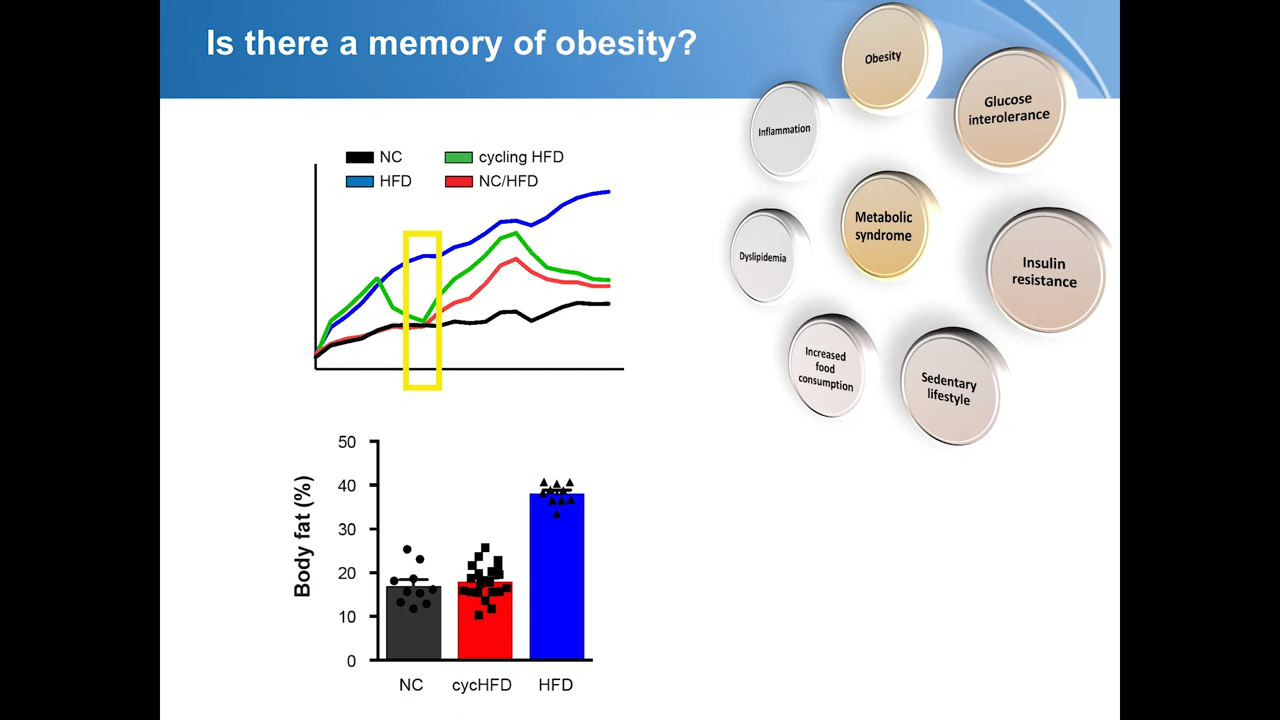 Is there a memory of obesity?
Obesity
Glucose
interolerance
Inflammation
Metabolic
syndrome
Dyslipidemia
Insulin
resistance
Increased
food
consumption
Sedentary
lifestyle
NC
cycling HFD
HFD
NC/HFD
Body fat (%)
50
40
30
20
10
0
NC
cycHFD
HFD